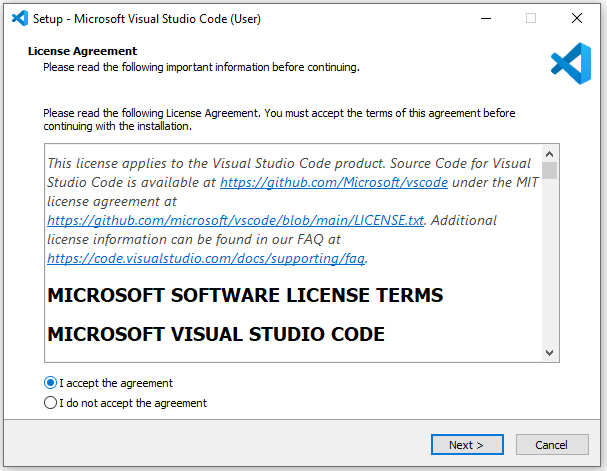 Setup - Microsoft Visual Studio Code (User)
License Agreement
Please read the following important information before continuing.
Please read the following License Agreement. You must accept the terms of this agreement before
continuing with the installation.
This license applies to the Visual Studio Code product. Source Code for Visual
Studio Code is available at https://github.com/Microsoft/vscode under the MIT
license agreement at
https://github.com/microsoft/vscode/blob/main/LICENSE.txt. Additional
license information can be found in our FAQ at
https://code.visualstudio.com/docs/supporting/faq.
MICROSOFT SOFTWARE LICENSE TERMS
MICROSOFT VISUAL STUDIO CODE
I accept the agreement
I do not accept the agreement
Next >
Cancel